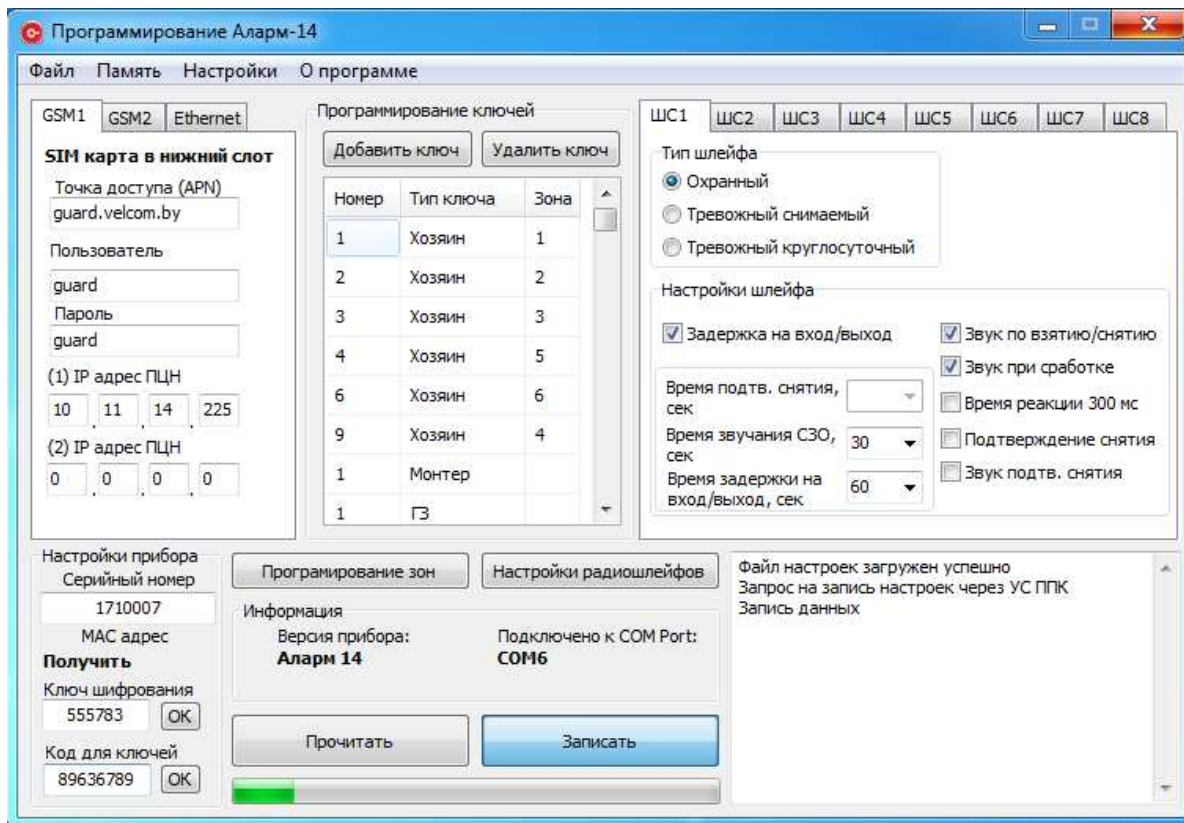 Программирование Аларм-14
Файл Память Настройки О программе
GSM1 GSM2 Ethernet
SIM карта в нижний слот
Точка доступа (APN)
guard.velcom.by
Пользователь
guard
Пароль
guard
(1) IP адрес ПЦН
10 . 11 . 14 . 225
(2) IP адрес ПЦН
0 . 0 . 0 . 0
Программирование ключей
Добавить ключ Удалить ключ
Номер Тип ключа Зона
1 Хозяин 1
2 Хозяин 2
3 Хозяин 3
4 Хозяин 5
6 Хозяин 6
9 Хозяин 4
1 Монтер
1 ГЗ
ШС1 ШС2 ШС3 ШС4 ШС5 ШС6 ШС7 ШС8
Тип шлейфа
Охранный
Тревожный снимаемый
Тревожный круглосуточный
Настройки шлейфа
Задержка на вход/выход
Время подтв. снятия,
сек
Время звучания СЗО,
сек
30
Время задержки на
вход/выход, сек
60
Звук по взятию/снятию
Звук при сработке
Время реакции 300 мс
Подтверждение снятия
Звук подтв. снятия
Настройки прибора
Серийный номер
1710007
MAC адрес
Получить
Ключ шифрования
555783 OK
Код для ключей
89636789 OK
Програмирование зон Настройки радиошлейфов
Информация
Версия прибора: Подключено к COM Port:
Аларм 14 COM6
Прочитать Записать
Файл настроек загружен успешно
Запрос на запись настроек через УС ППК
Запись данных